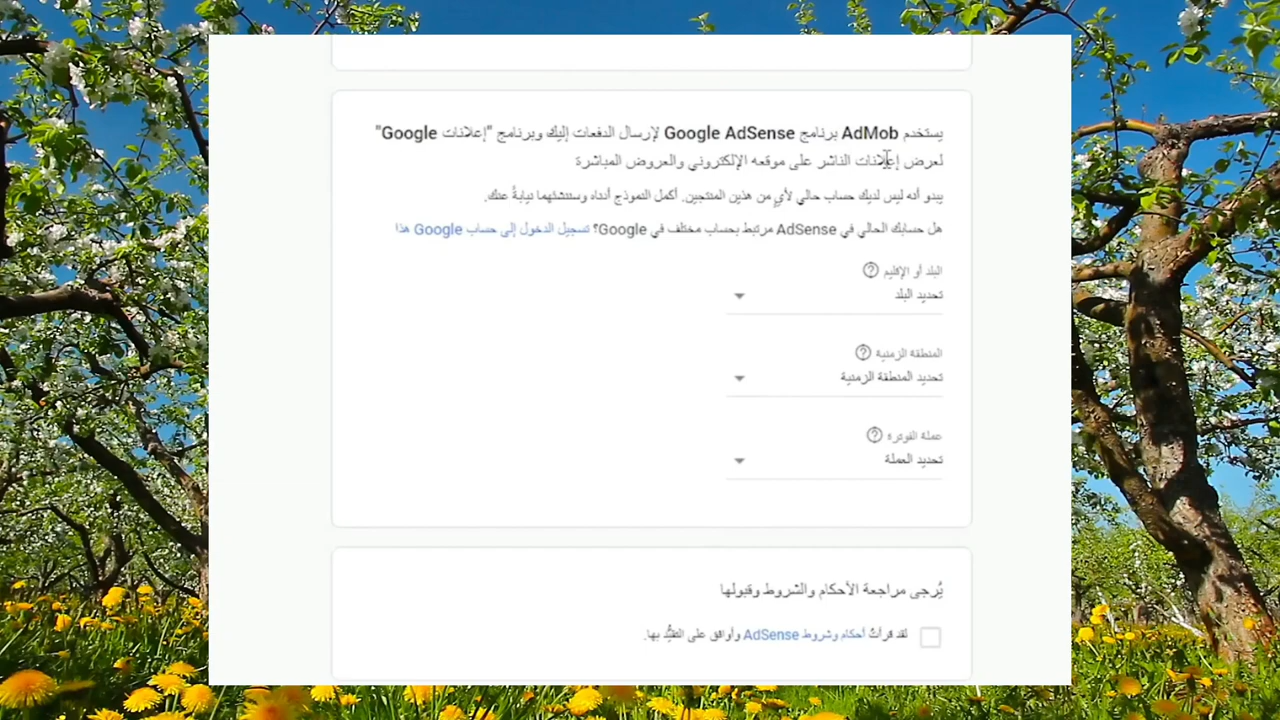 يستخدم AdMob برنامج Google AdSense لإرسال الدفعات إليك وبرنامج "إعلانات Google"
لعرض إعلانات الناشر على موقعه الإلكتروني والعروض المباشرة
يبدو أنه ليس لديك حساب حالي لأيٍ من هذين المنتجين. أكمل النموذج أدناه وسننشئهما نيابةً عنك.
هل حسابك الحالي في AdSense مرتبط بحساب مختلف في Google؟ تسجيل الدخول إلى حساب Google هذا
البلد أو الإقليم
تحديد البلد
المنطقة الزمنية
تحديد المنطقة الزمنية
عملة الفوترة
تحديد العملة
يُرجى مراجعة الأحكام والشروط وقبولها
لقد قرأتُ أحكام وشروط AdSense وأوافق على التقيُّد بها.